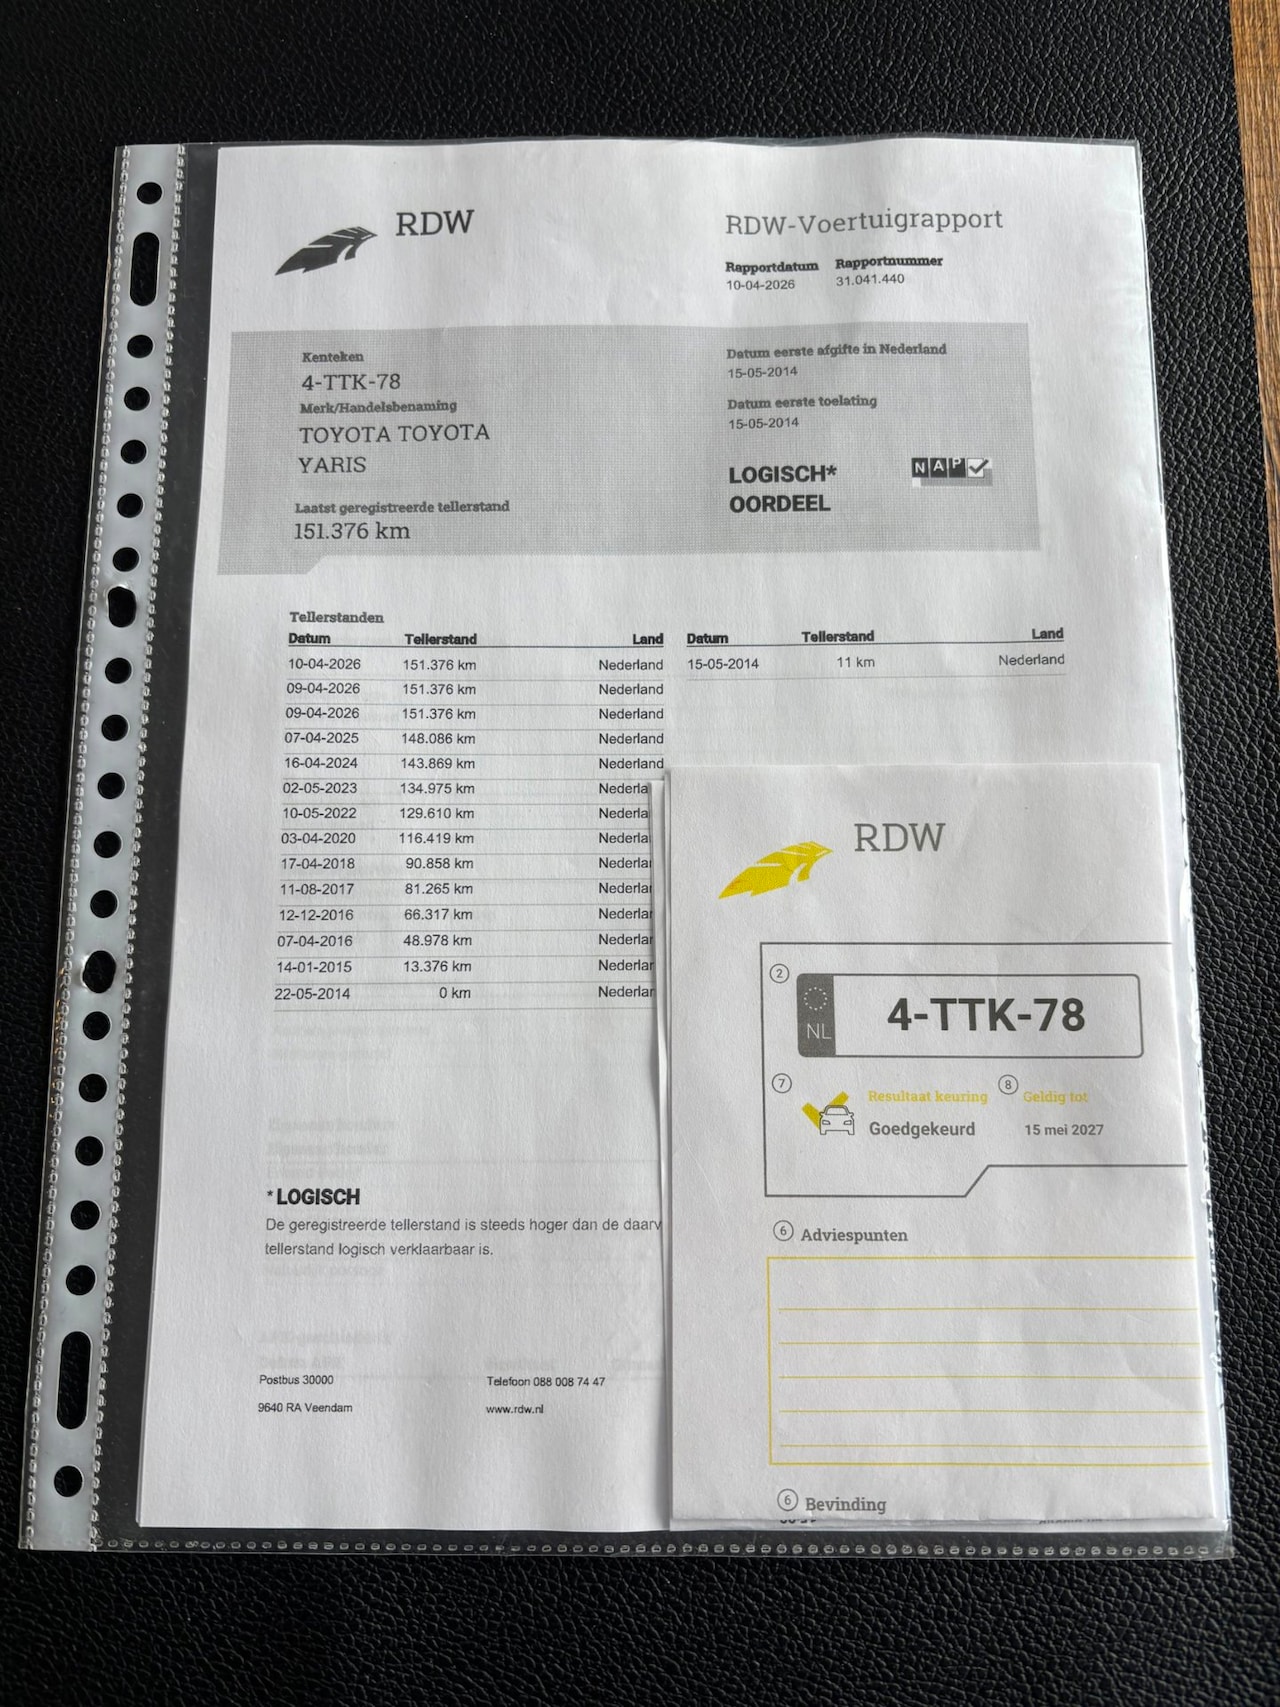 RDW
RDW-Voertuigrapport
Rapportdatum Rapportnummer
10-04-2026 31.041.440
Kenteken
4-TTK-78
Merk/Handelsbenaming
TOYOTA TOYOTA
YARIS
Laatst geregistreerde tellerstand
151.376 km
Datum eerste afgifte in Nederland
15-05-2014
Datum eerste toelating
15-05-2014
LOGISCH*
OORDEEL
NAP
Tellerstanden
Datum Tellerstand Land
10-04-2026 151.376 km Nederland
09-04-2026 151.376 km Nederland
09-04-2026 151.376 km Nederland
07-04-2025 148.086 km Nederland
16-04-2024 143.869 km Nederland
02-05-2023 134.975 km Nederla
10-05-2022 129.610 km Nederla
03-04-2020 116.419 km Nederla
17-04-2018 90.858 km Nederla
11-08-2017 81.265 km Nederla
12-12-2016 66.317 km Nederlan
07-04-2016 48.978 km Nederlan
14-01-2015 13.376 km Nederlan
22-05-2014 0 km Nederlan
Datum Tellerstand Land
15-05-2014 11 km Nederland
*LOGISCH
De geregistreerde tellerstand is steeds hoger dan de daarv
tellerstand logisch verklaarbaar is.
Postbus 30000 Telefoon 088 008 74 47
9640 RA Veendam www.rdw.nl
RDW
2
NL
4-TTK-78
7 Resultaat keuring 8 Geldig tot
Goedgekeurd 15 mei 2027
6 Adviespunten
6 Bevinding